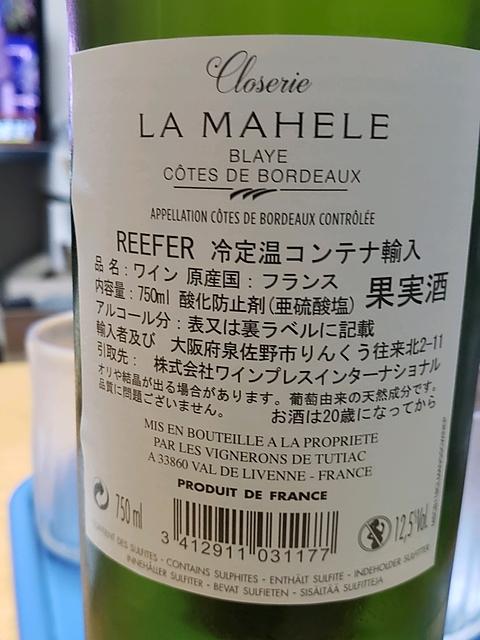 Closerie
LA MAHELE
BLAYE
CÔTES DE BORDEAUX
APPELLATION CÔTES DE BORDEAUX CONTRÔLÉE
REEFER 冷定温コンテナ輸入
品名：ワイン 原産国：フランス
内容量：750ml 酸化防止剤(亜硫酸塩) 果実酒
アルコール分：表又は裏ラベルに記載
輸入者及び 大阪府泉佐野市りんくう往来北2-11
引取先： 株式会社ワインプレスインターナショナル
オリや結晶が出る場合があります。葡萄由来の天然成分です。
品質に問題ございません。 お酒は20歳になってから
MIS EN BOUTEILLE A LA PROPRIETE
PAR LES VIGNERONS DE TUTIAC
A 33860 VAL DE LIVENNE - FRANCE
PRODUIT DE FRANCE
750 ml
3 412911 031177
12,5%Vol.
CONTIENT DES SULFITES - CONTAINS SULPHITES - ENTHÄLT SULFITE - INDEHOLDER SULFITTER
INNEHÅLLER SULFITER - BEVAT SULFIETEN - SISÄLTÄÄ SULFIITTEJA